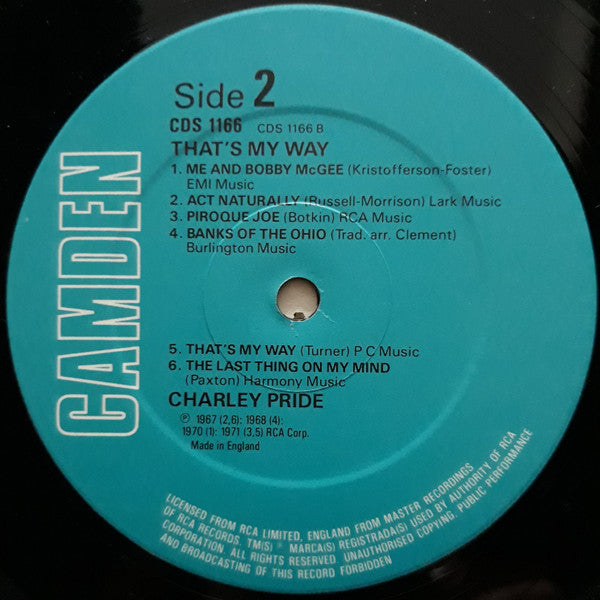 CAMDEN
Side 2
CDS 1166 CDS 1166 B
THAT'S MY WAY
1. ME AND BOBBY McGEE (Kristofferson-Foster)
EMI Music
2. ACT NATURALLY (Russell-Morrison) Lark Music
3. PIROQUE JOE (Botkin) RCA Music
4. BANKS OF THE OHIO (Trad. arr. Clement)
Burlington Music
5. THAT'S MY WAY (Turner) P C Music
6. THE LAST THING ON MY MIND
(Paxton) Harmony Music
CHARLEY PRIDE
℗ 1967 (2,6): 1968 (4):
1970 (1): 1971 (3,5) RCA Corp.
Made in England
LICENSED FROM RCA LIMITED, ENGLAND FROM MASTER RECORDINGS
OF RCA RECORDS. TM(S) ® MARCA(S) REGISTRADA(S) USED BY AUTHORITY OF RCA
CORPORATION. ALL RIGHTS RESERVED. UNAUTHORISED COPYING, PUBLIC PERFORMANCE
AND BROADCASTING OF THIS RECORD FORBIDDEN